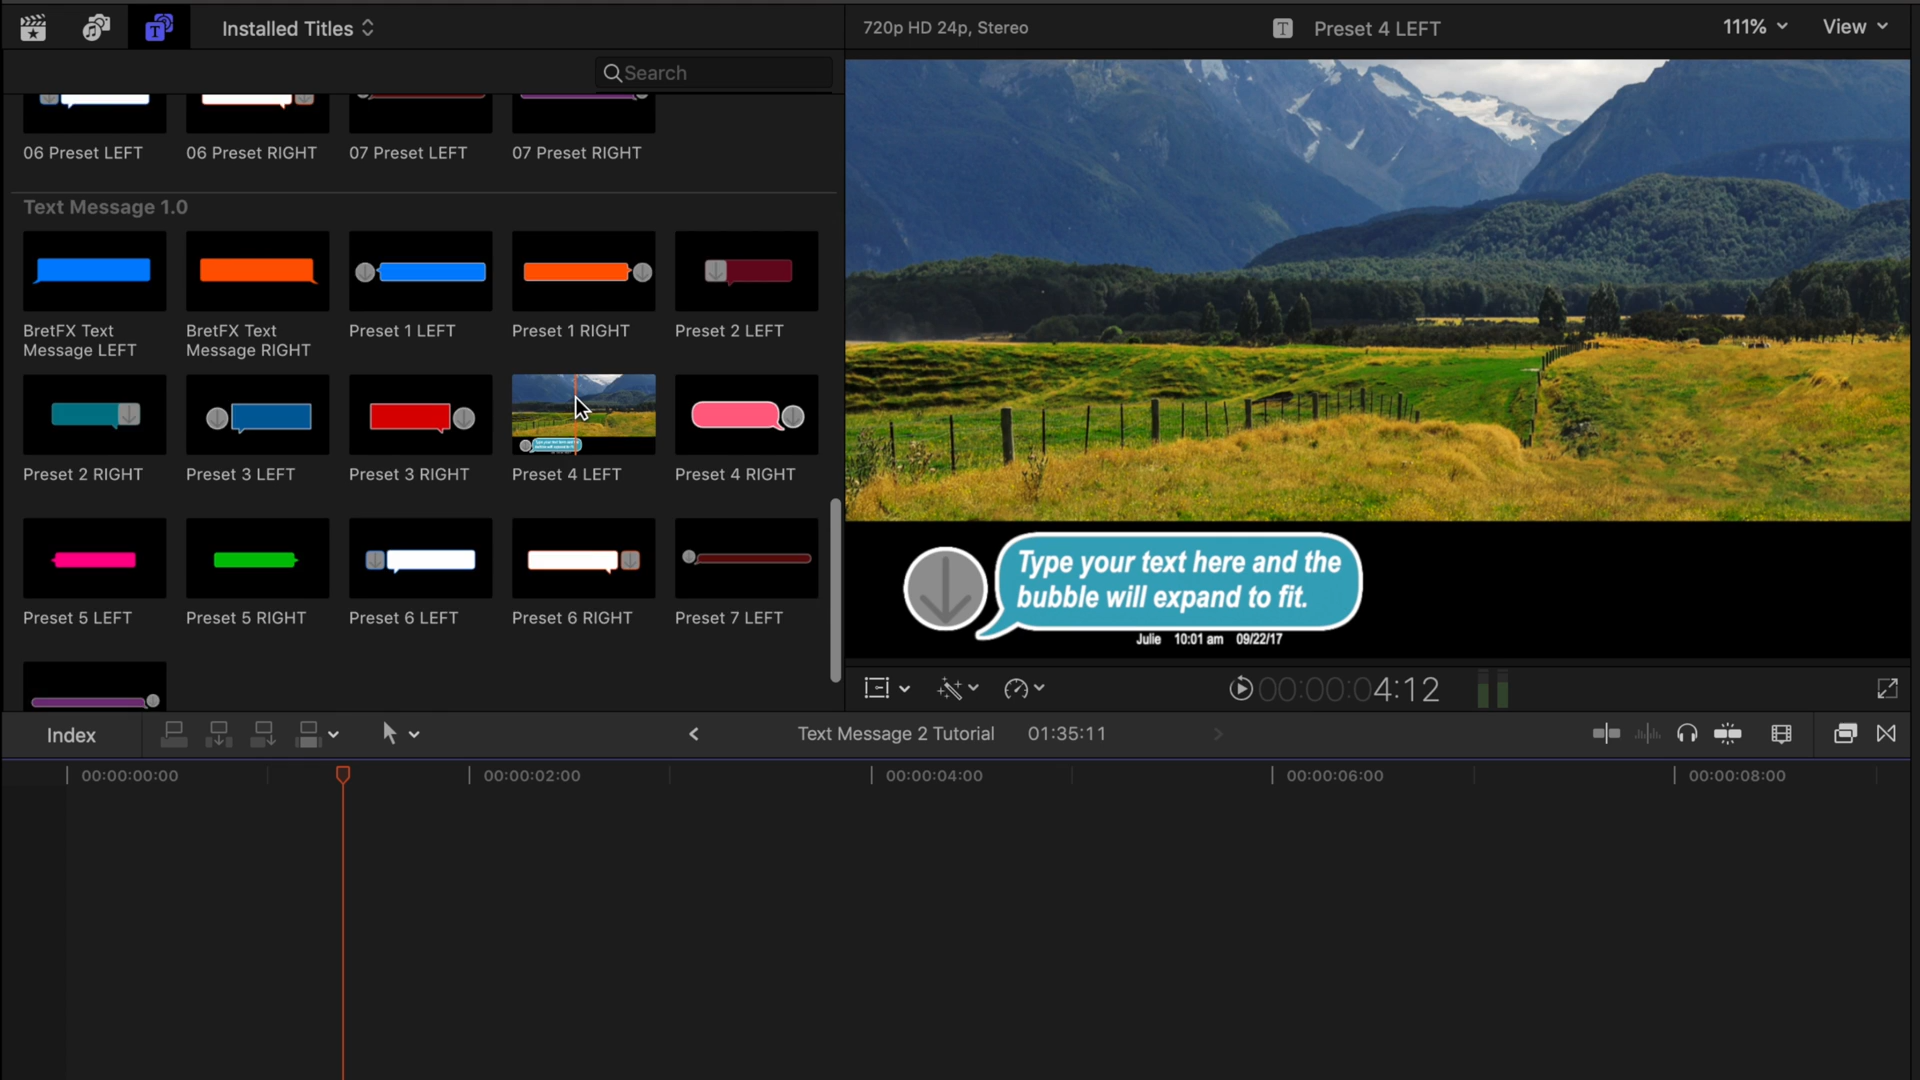 Installed Titles
720p HD 24p, Stereo
T Preset 4 LEFT
111%
View
Search
06 Preset LEFT
06 Preset RIGHT
07 Preset LEFT
07 Preset RIGHT
Text Message 1.0
BretFX Text
Message LEFT
BretFX Text
Message RIGHT
Preset 1 LEFT
Preset 1 RIGHT
Preset 2 LEFT
Preset 2 RIGHT
Preset 3 LEFT
Preset 3 RIGHT
Preset 4 LEFT
Preset 4 RIGHT
Preset 5 LEFT
Preset 5 RIGHT
Preset 6 LEFT
Preset 6 RIGHT
Preset 7 LEFT
Type your text here and the
bubble will expand to fit.
Julie 10:01 am 09/22/17
00:00:04:12
Index
Text Message 2 Tutorial
01:35:11
00:00:00:00
00:00:02:00
00:00:04:00
00:00:06:00
00:00:08:00